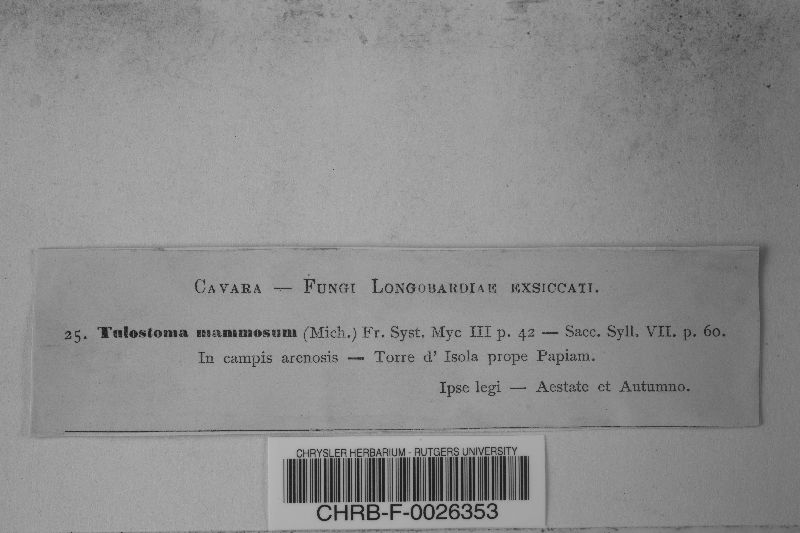 CAVARA — FUNGI LONGOBARDIAE EXSICCATI.
25. Tulostoma mammosum (Mich.) Fr. Syst. Myc III p. 42 — Sacc. Syll. VII. p. 60.
In campis arenosis — Torre d' Isola prope Papiam.
Ipse legi — Aestate et Autumno.
CHRYSLER HERBARIUM - RUTGERS UNIVERSITY
CHRB-F-0026353